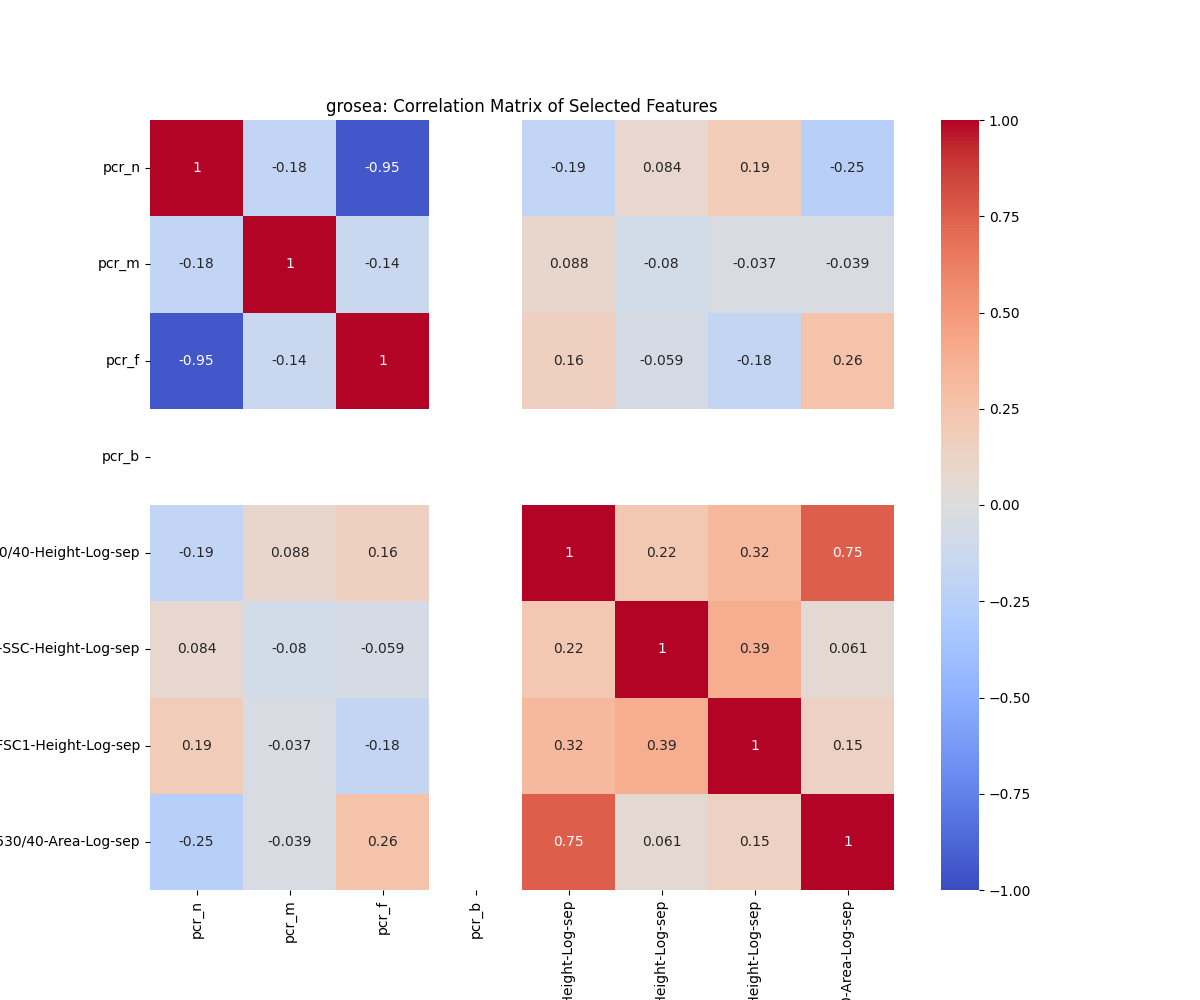 grosea: Correlation Matrix of Selected Features
pcr_n 1 -0.18 -0.95 -0.19 0.084 0.19 -0.25
pcr_m -0.18 1 -0.14 0.088 -0.08 -0.037 -0.039
pcr_f -0.95 -0.14 1 0.16 -0.059 -0.18 0.26
pcr_b
0/40-Height-Log-sep -0.19 0.088 0.16 1 0.22 0.32 0.75
-SSC-Height-Log-sep 0.084 -0.08 -0.059 0.22 1 0.39 0.061
FSC1-Height-Log-sep 0.19 -0.037 -0.18 0.32 0.39 1 0.15
530/40-Area-Log-sep -0.25 -0.039 0.26 0.75 0.061 0.15 1
pcr_n
pcr_m
pcr_f
pcr_b
Height-Log-sep
Height-Log-sep
Height-Log-sep
0-Area-Log-sep
1.00
0.75
0.50
0.25
0.00
−0.25
−0.50
−0.75
−1.00